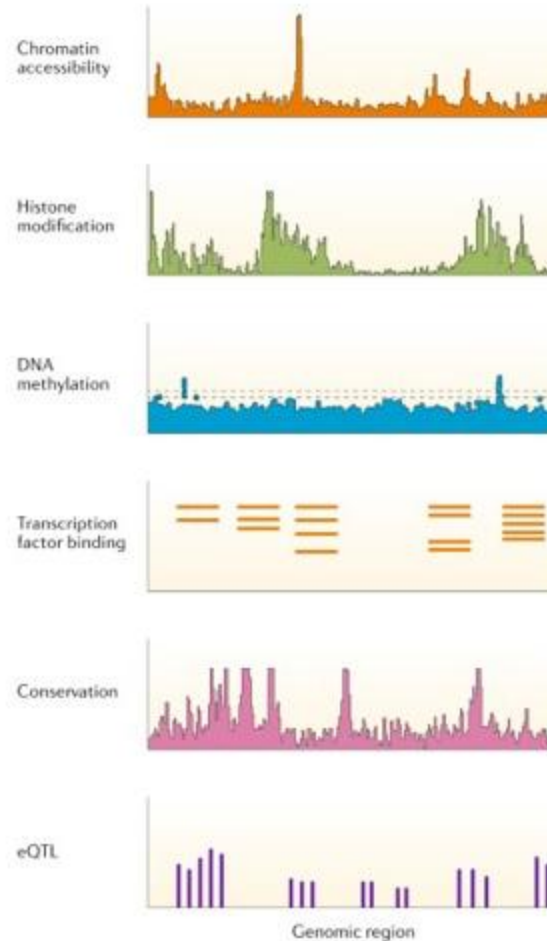 Chromatin
accessibility
Histone
modification
DNA
methylation
Transcription
factor binding
Conservation
eQTL
Genomic region